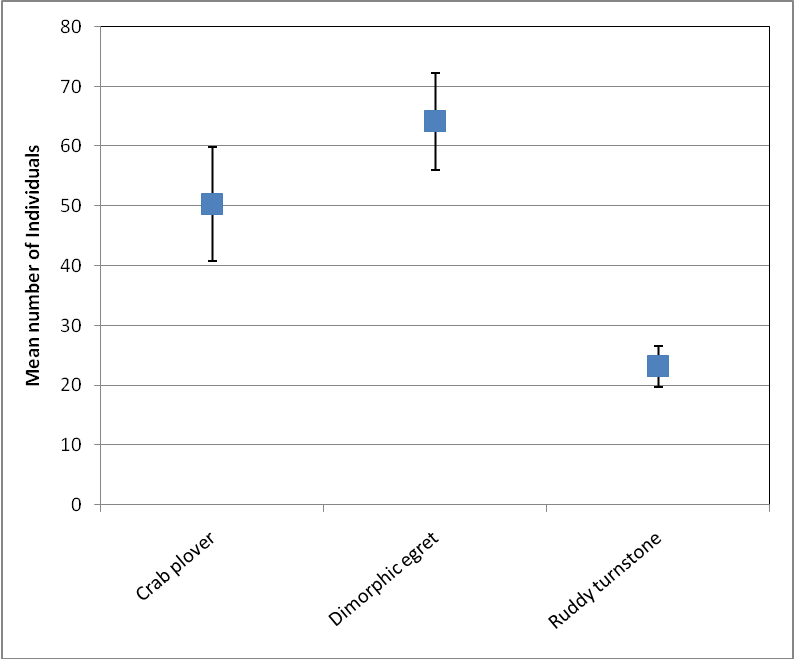 80
70
60
50
40
30
20
10
0
Mean number of Individuals
Crab plover
Dimorphic egret
Ruddy turnstone